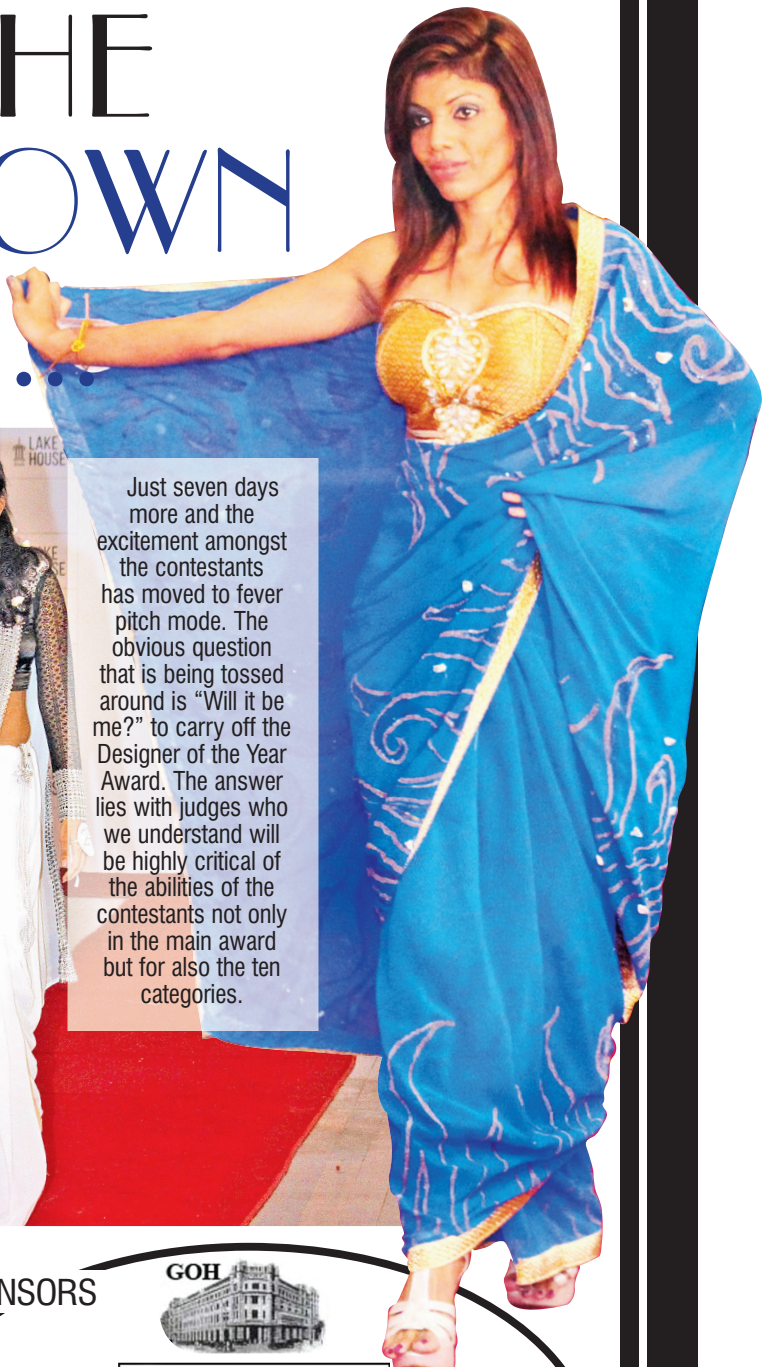 HE
OWN
...
LAKE
HOUSE
KE
SE
Just seven days
more and the
excitement amongst
the contestants
has moved to fever
pitch mode. The
obvious question
that is being tossed
around is “Will it be
me?” to carry off the
Designer of the Year
Award. The answer
lies with judges who
we understand will
be highly critical of
the abilities of the
contestants not only
in the main award
but for also the ten
categories.
NSORS
GOH